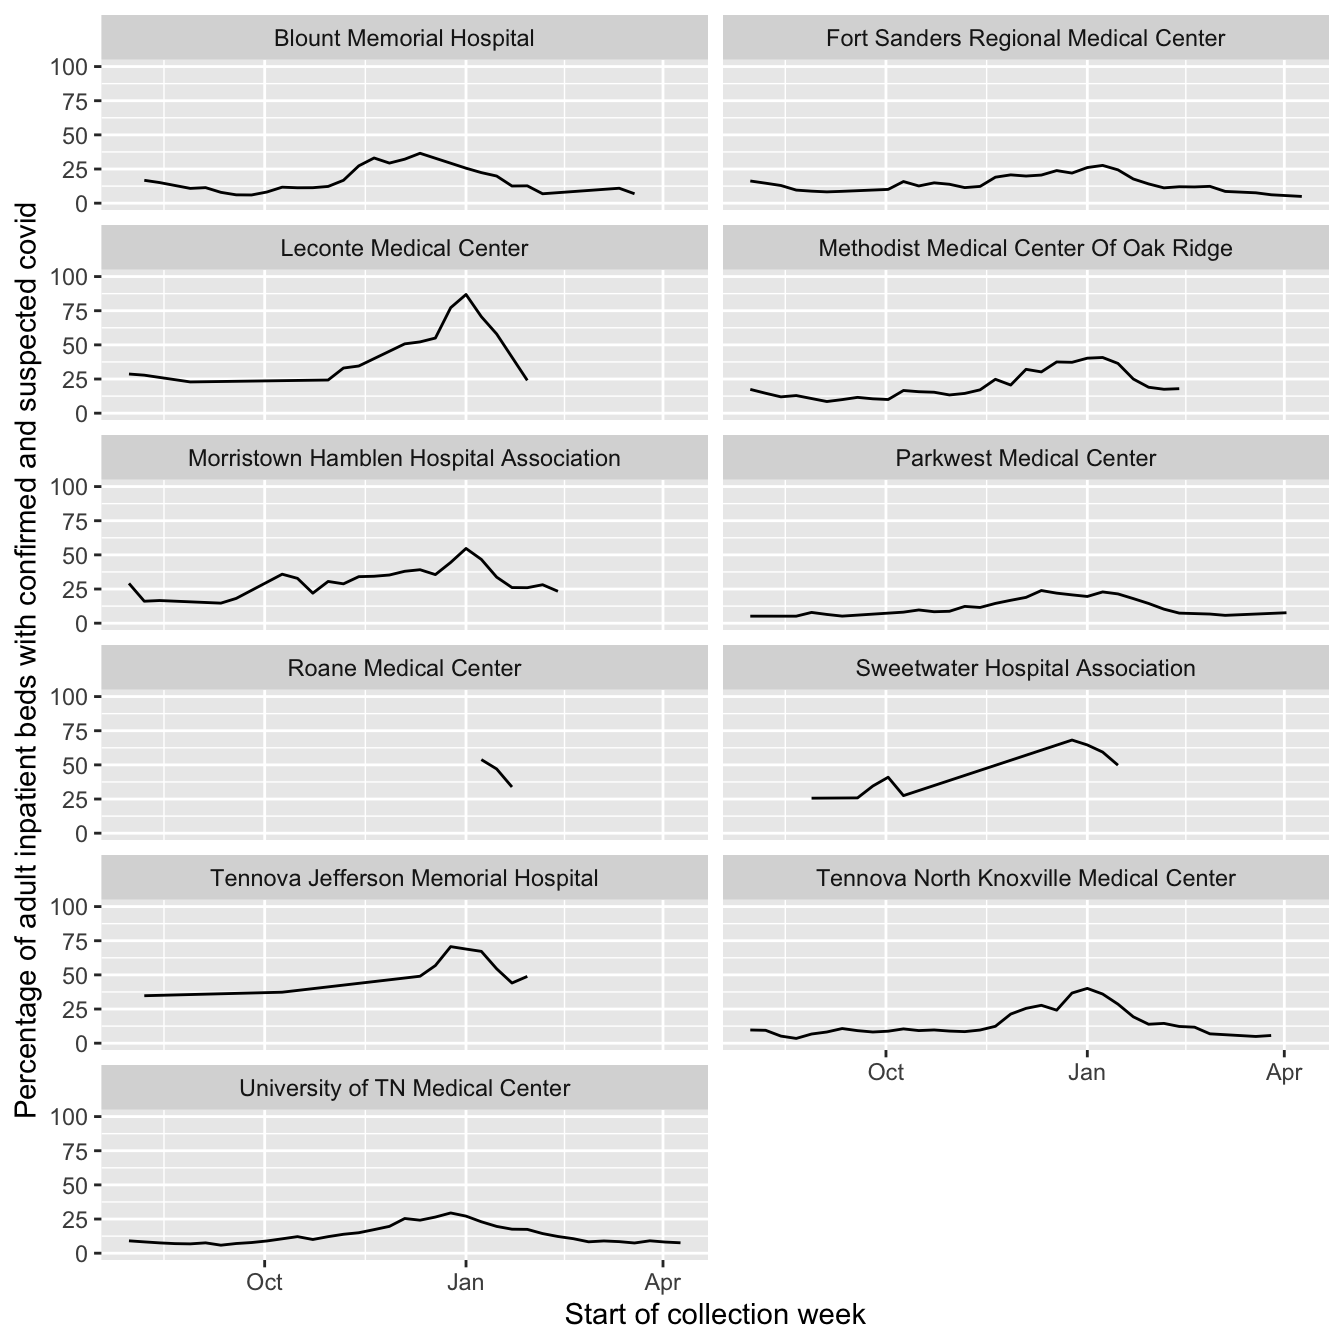 Blount Memorial Hospital
Fort Sanders Regional Medical Center
100
75
50
25
0
Leconte Medical Center
Methodist Medical Center Of Oak Ridge
100
75
50
25
0
Morristown Hamblen Hospital Association
Parkwest Medical Center
100
75
50
25
0
Roane Medical Center
Sweetwater Hospital Association
100
75
50
25
0
Tennova Jefferson Memorial Hospital
Tennova North Knoxville Medical Center
100
75
50
25
0
Oct Jan Apr
University of TN Medical Center
100
75
50
25
0
Oct Jan Apr
Start of collection week
Percentage of adult inpatient beds with confirmed and suspected covid